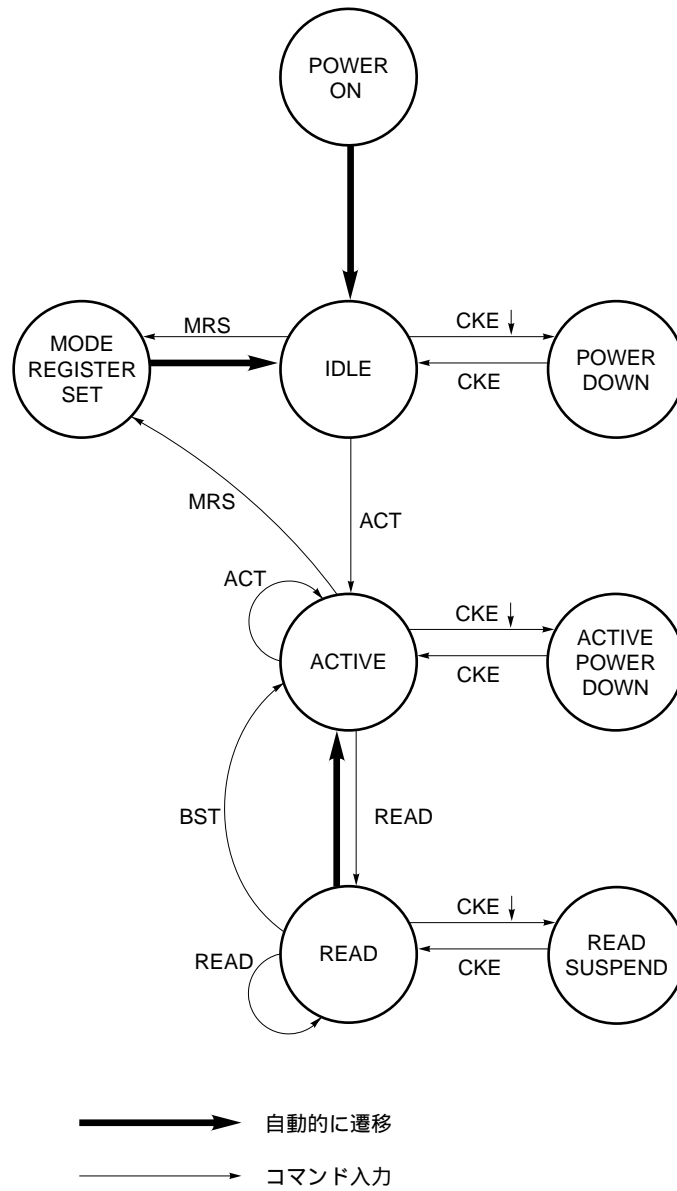 POWER
ON
MRS
CKE ↓
MODE
REGISTER
SET
IDLE
POWER
DOWN
CKE
MRS
ACT
ACT
CKE ↓
ACTIVE
ACTIVE
POWER
DOWN
CKE
BST
READ
CKE ↓
READ
READ
READ
SUSPEND
CKE
自動的に遷移
コマンド入力